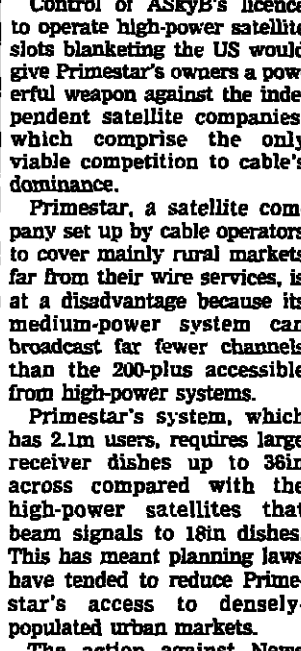 Control of ASkyB's licence
to operate high-power satellite
slots blanketing the US would
give Primestar's owners a pow
erful weapon against the inde
pendent satellite companies
which comprise the only
viable competition to cable's
dominance.
Primestar, a satellite com
pany set up by cable operators
to cover mainly rural markets
far from their wire services, is
at a disadvantage because its
medium-power system can
broadcast far fewer channels
than the 200-plus accessible
from high-power systems.
Primestar's system, which
has 2.1m users, requires large
receiver dishes up to 36in
across compared with the
high-power satellites that
beam signals to 18in dishes.
This has meant planning laws
have tended to reduce Prime
star's access to densely-
populated urban markets.
The action against News